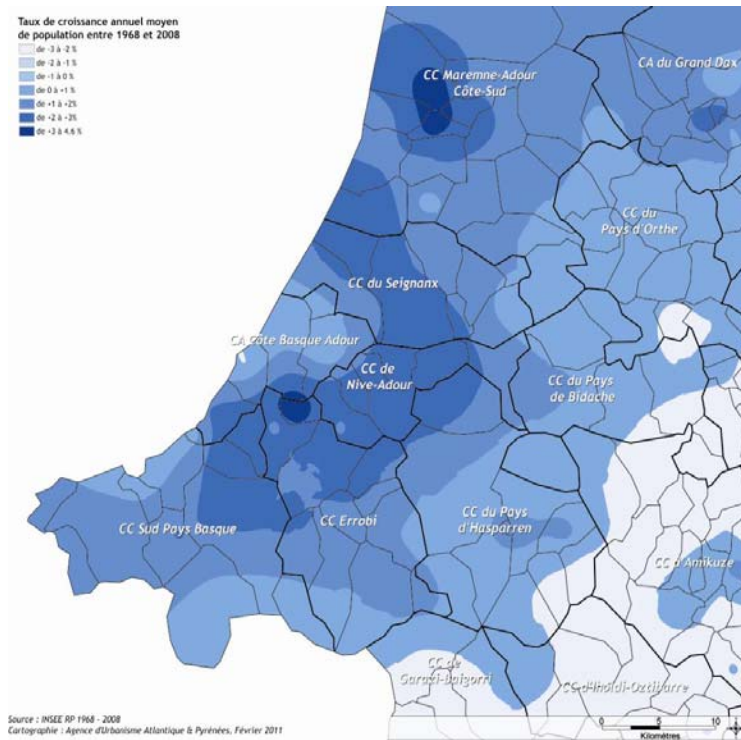 Taux de croissance annuel moyen
de population entre 1968 et 2008
de -3 à -2 %
de -2 à -1 %
de -1 à 0 %
de 0 à +1 %
de +1 à +2%
de +2 à +3%
de +3 à 4,6 %
CC Maremne-Adour
Côte-Sud
CA du Grand Dax
CC du
Pays d'Orthe
CC du Seignanx
CA Côte Basque Adour
CC de
Nive-Adour
CC du Pays
de Bidache
CC Sud Pays Basque
CC Errobi
CC du Pays
d'Hasparren
CC d'Amikuze
CC de
Garazi-Baigorri
CC d'Iholdi-Oztibarre
Source : INSEE RP 1968 - 2008
Cartographie : Agence d'Urbanisme Atlantique & Pyrénées, Février 2011
0 5 10
Kilomètres